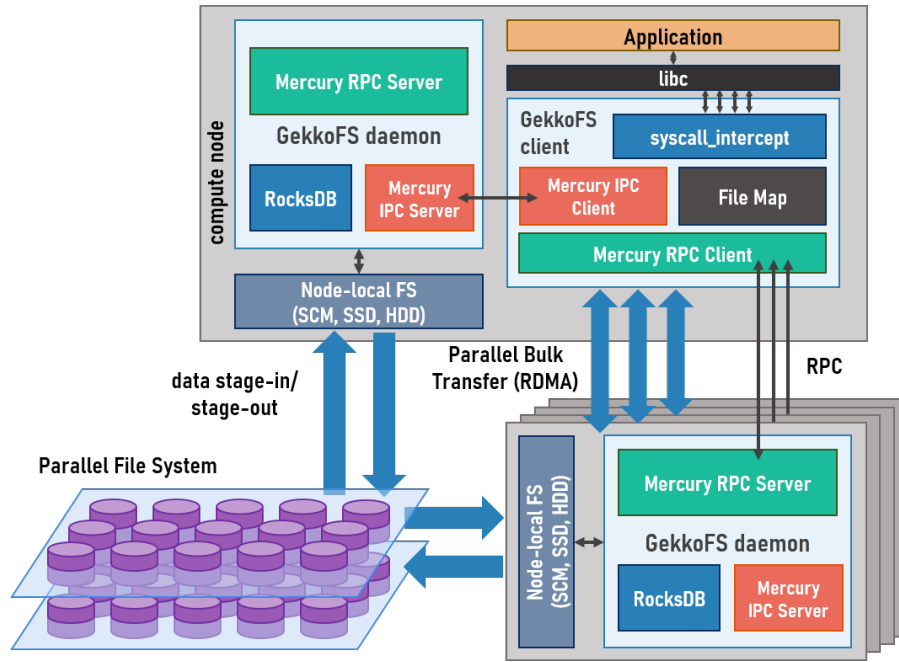 compute node
Mercury RPC Server
GekkoFS daemon
RocksDB
Mercury
IPC Server
Node-local FS
(SCM, SSD, HDD)
Application
libc
GekkoFS
client
syscall_intercept
Mercury IPC
Client
File Map
Mercury RPC Client
data stage-in/
stage-out
Parallel Bulk
Transfer (RDMA)
RPC
Parallel File System
Node-local FS
(SCM, SSD, HDD)
Mercury RPC Server
GekkoFS daemon
RocksDB
Mercury
IPC Server